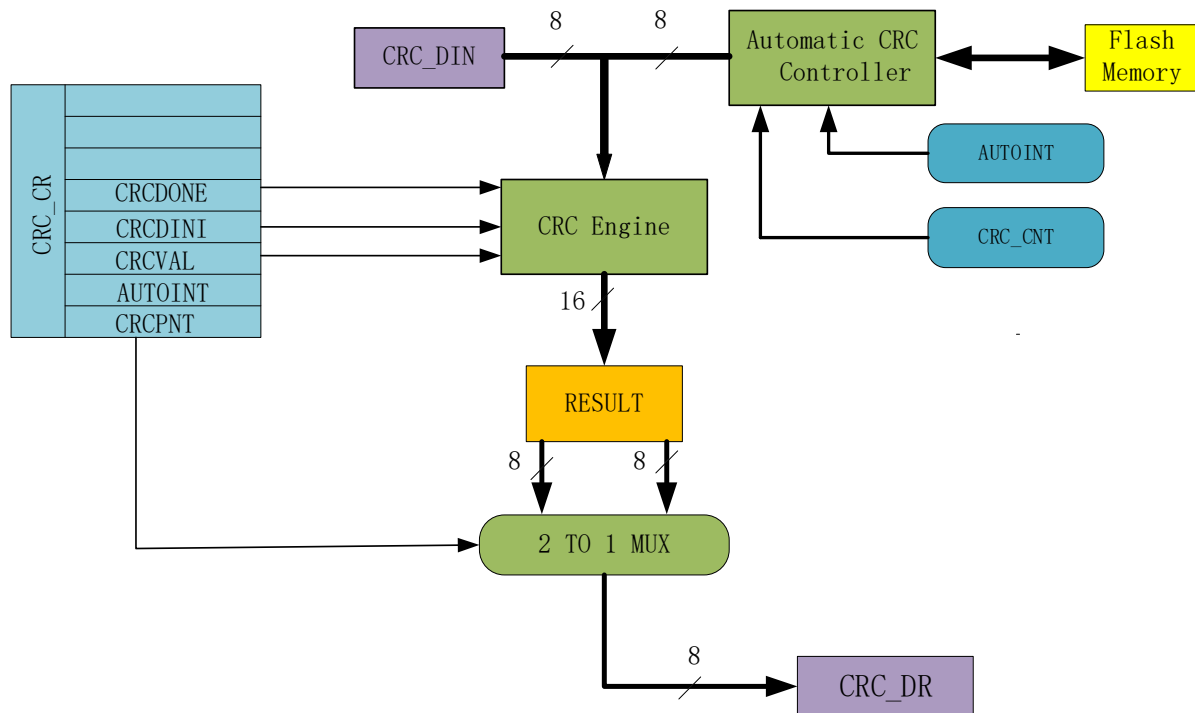 8
8
CRC_DIN
Automatic CRC
Controller
Flash
Memory
AUTOINT
CRC_CNT
CRC_CR
CRCDONE
CRCDINI
CRCVAL
AUTOINT
CRCPNT
CRC Engine
16
RESULT
8
8
2 TO 1 MUX
8
CRC_DR